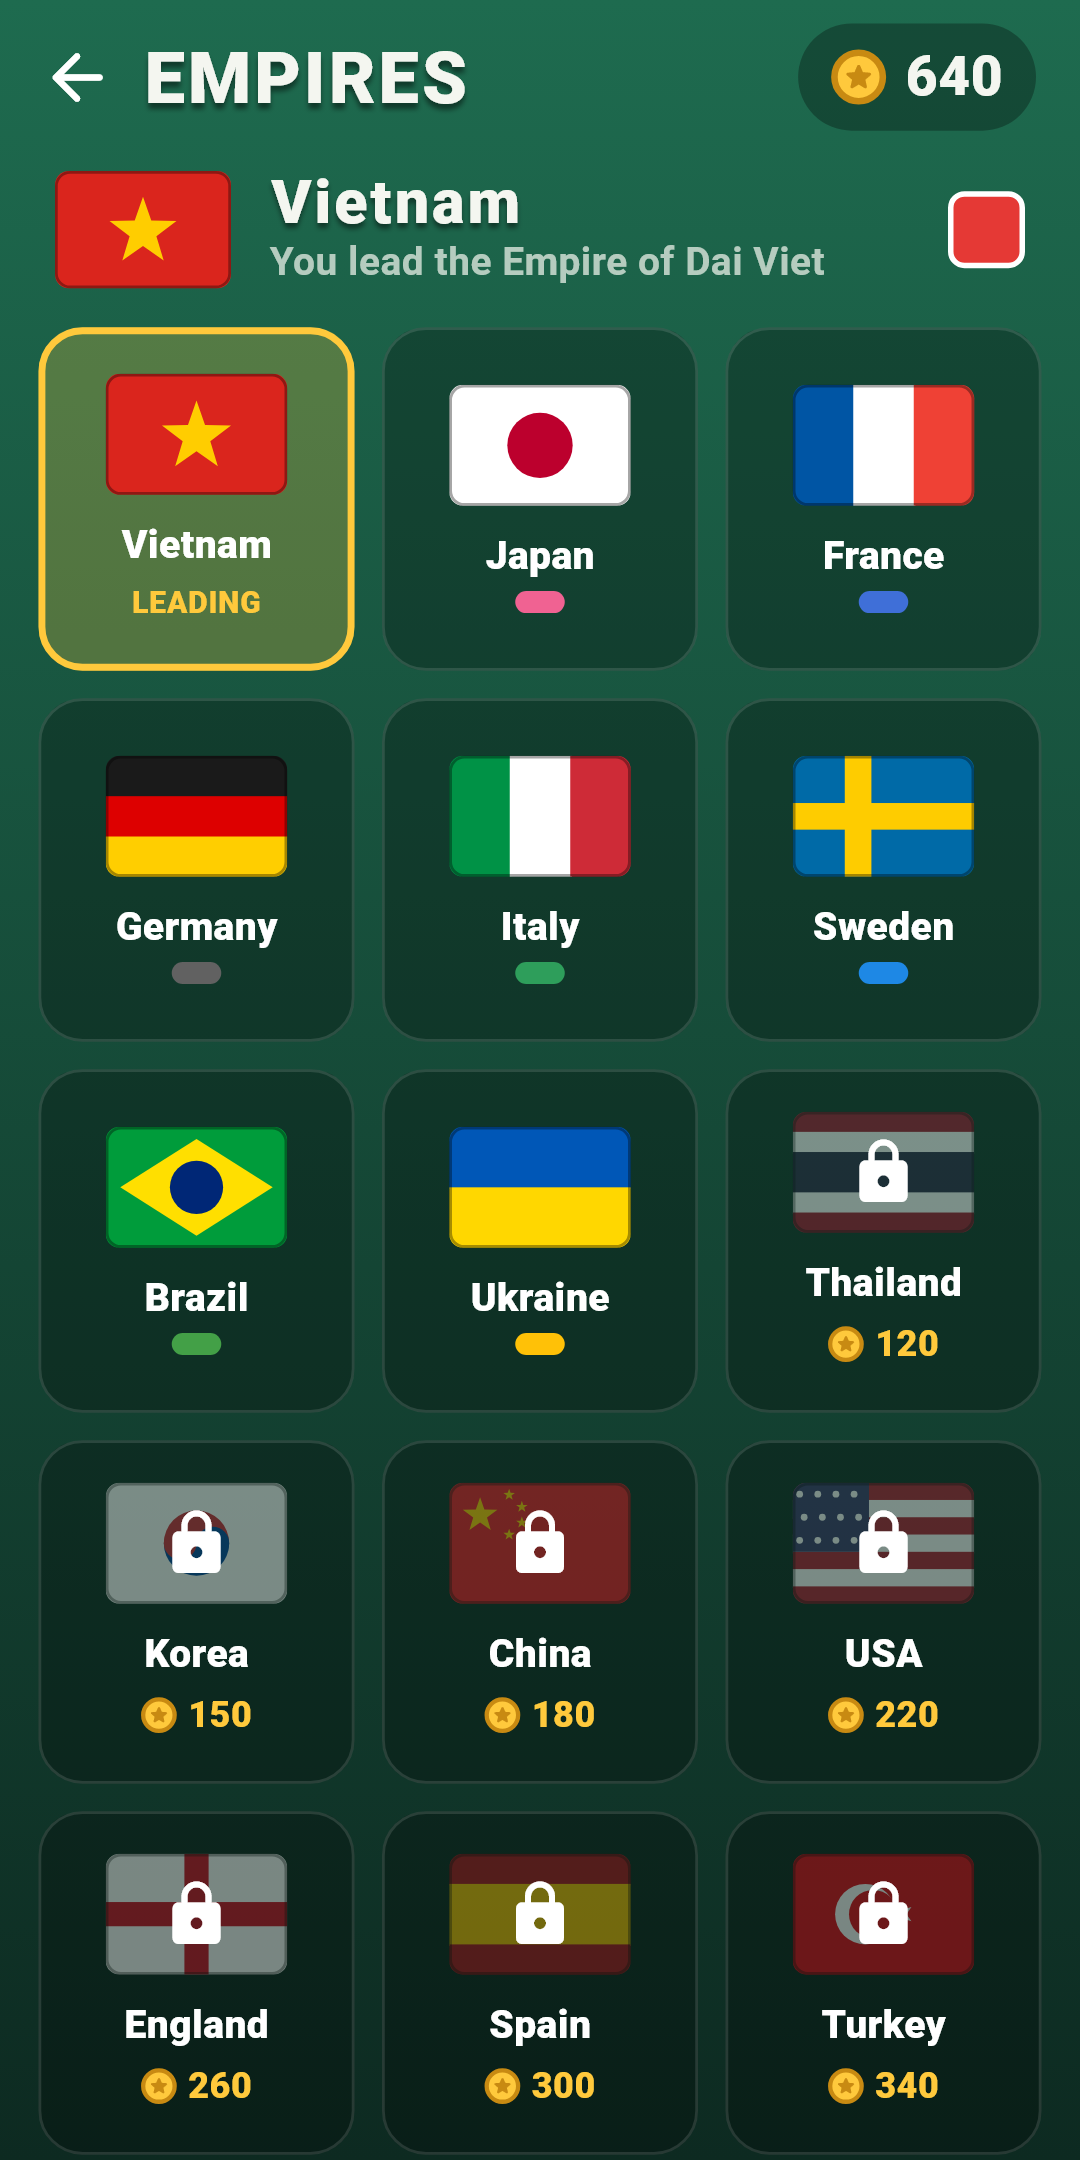 EMPIRES
640
Vietnam
You lead the Empire of Dai Viet
Vietnam
LEADING
Japan
France
Germany
Italy
Sweden
Brazil
Ukraine
Thailand
120
Korea
150
China
180
USA
220
England
260
Spain
300
Turkey
340